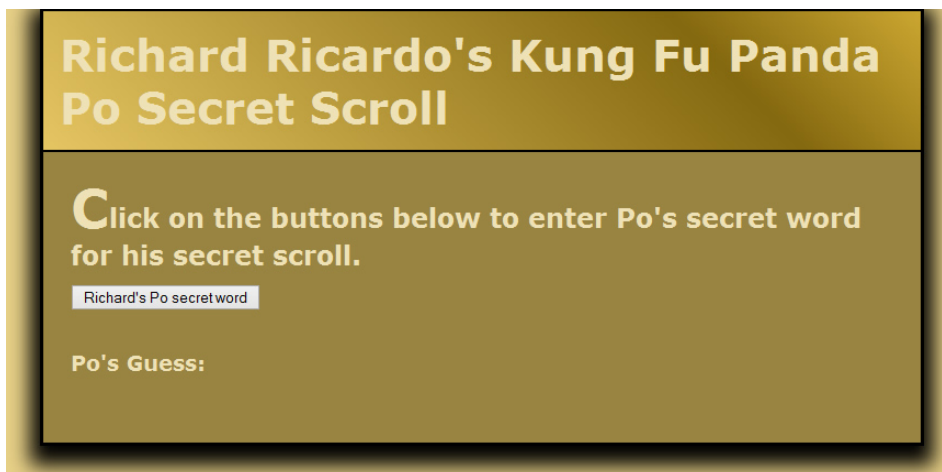 Richard Ricardo's Kung Fu Panda
Po Secret Scroll
Click on the buttons below to enter Po's secret word
for his secret scroll.
Richard's Po secret word
Po's Guess: